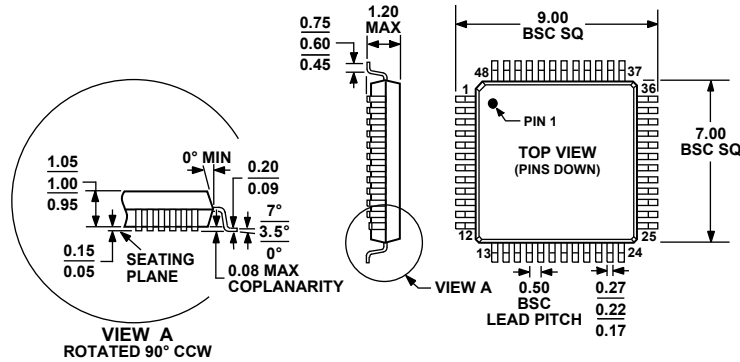 0.75
0.60
0.45
1.20
MAX
9.00
BSC SQ
48
37
1
36
PIN 1
TOP VIEW
(PINS DOWN)
7.00
BSC SQ
12
25
13
24
0.50
BSC
LEAD PITCH
0.27
0.22
0.17
VIEW A
1.05
1.00
0.95
0° MIN
0.20
0.09
7°
3.5°
0°
0.15
0.05
SEATING
PLANE
0.08 MAX
COPLANARITY
VIEW A
ROTATED 90° CCW